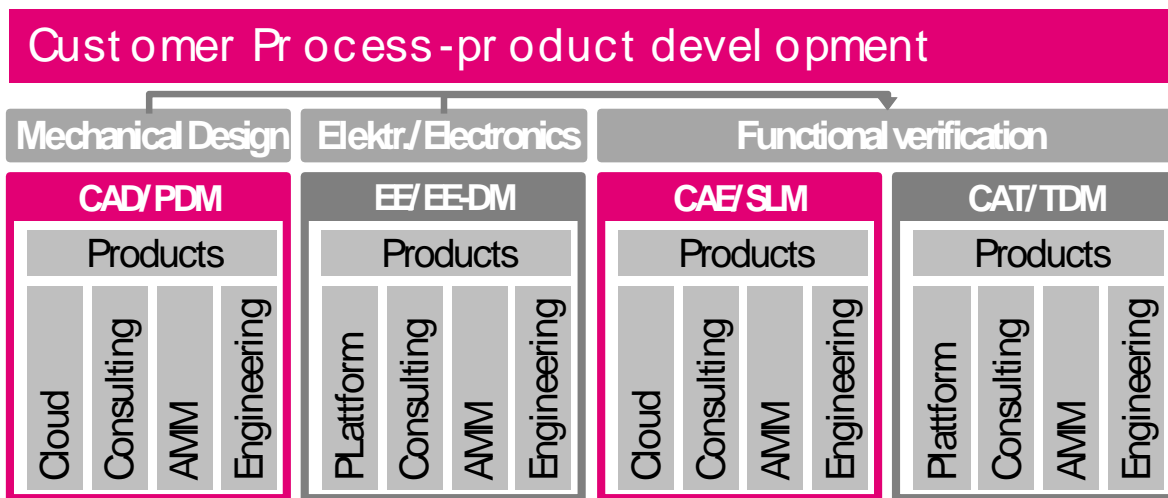 Customer Process-product development
Mechanical Design
Elektr./Electronics
Functional verification
CAD/PDM
EE/EE-DM
CAE/SLM
CAT/TDM
Products
Products
Products
Products
Cloud
Consulting
AMM
Engineering
PLattform
Consulting
AMM
Engineering
Cloud
Consulting
AMM
Engineering
Plattform
Consulting
AMM
Engineering